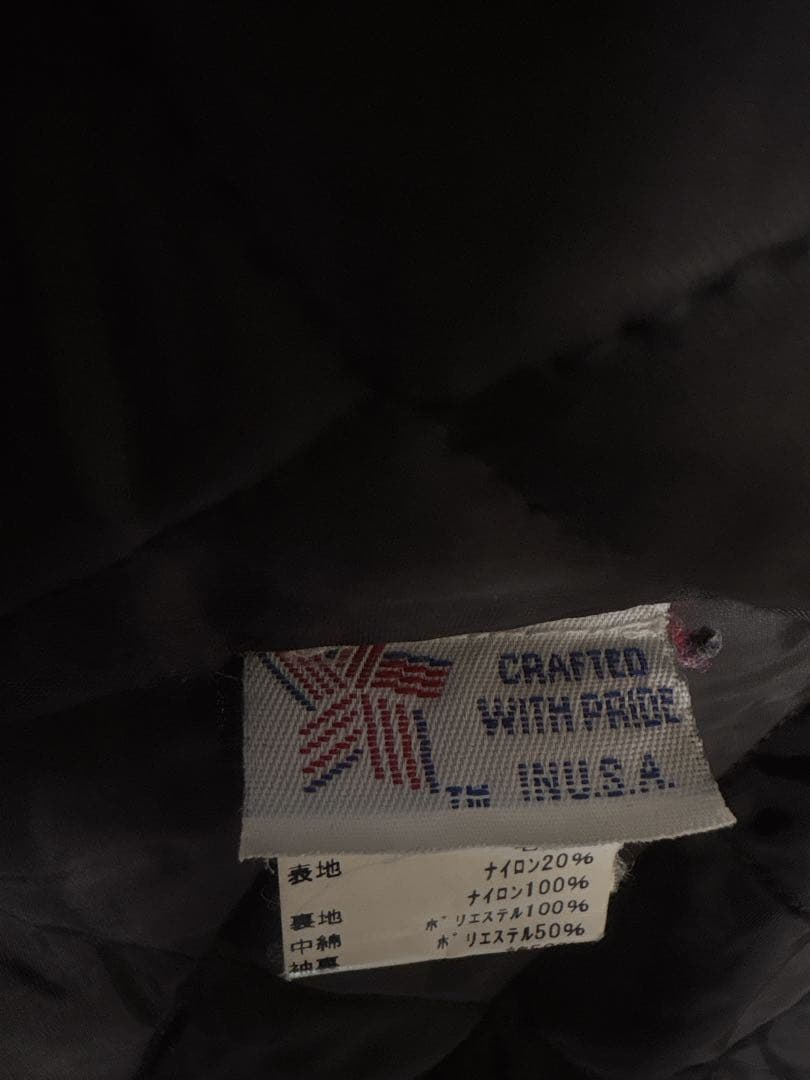 CRAFTED
WITH PRIDE
TM IN U.S.A.
表地 ナイロン20%
ナイロン100%
裏地 ポリエステル100%
中綿 ポリエステル50%
袖裏